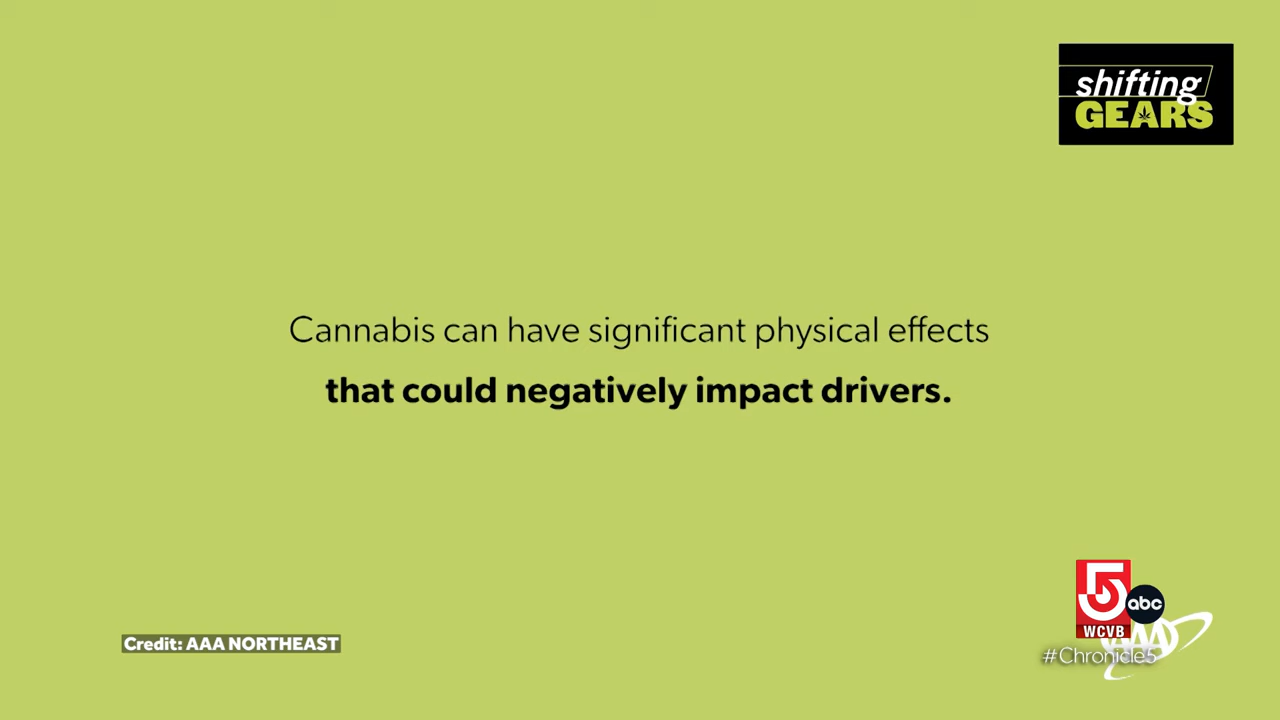 shifting
GEARS
Cannabis can have significant physical effects
that could negatively impact drivers.
Credit: AAA NORTHEAST
5
abc
WCVB
AAA
#Chronicle5